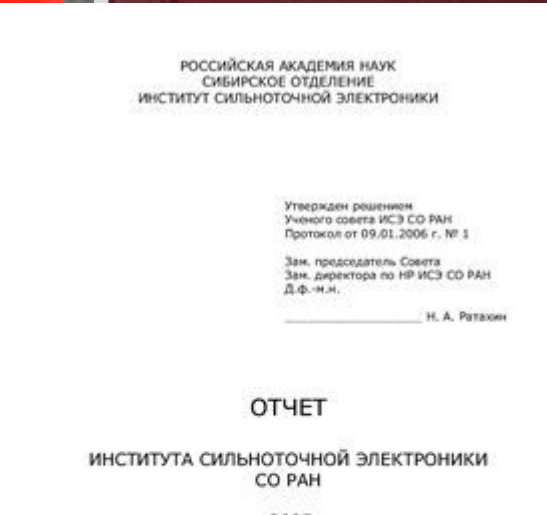 РОССИЙСКАЯ АКАДЕМИЯ НАУК
СИБИРСКОЕ ОТДЕЛЕНИЕ
ИНСТИТУТ СИЛЬНОТОЧНОЙ ЭЛЕКТРОНИКИ
Утвержден решением
Ученого совета ИСЭ СО РАН
Протокол от 09.01.2006 г. № 1
Зам. председатель Совета
Зам. директора по НР ИСЭ СО РАН
Д.ф.-м.н.
Н. А. Ратахин
ОТЧЕТ
ИНСТИТУТА СИЛЬНОТОЧНОЙ ЭЛЕКТРОНИКИ
СО РАН